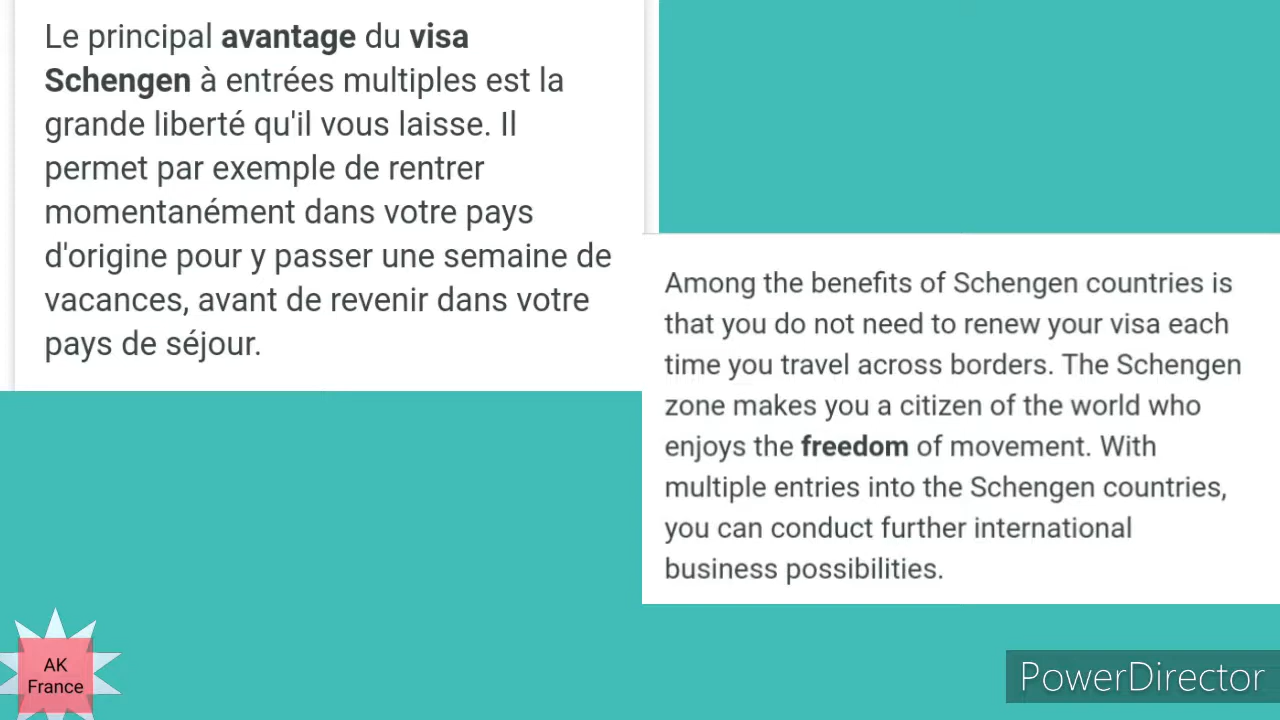 Le principal avantage du visa
Schengen à entrées multiples est la
grande liberté qu'il vous laisse. Il
permet par exemple de rentrer
momentanément dans votre pays
d'origine pour y passer une semaine de
vacances, avant de revenir dans votre
pays de séjour.
Among the benefits of Schengen countries is
that you do not need to renew your visa each
time you travel across borders. The Schengen
zone makes you a citizen of the world who
enjoys the freedom of movement. With
multiple entries into the Schengen countries,
you can conduct further international
business possibilities.
AK
France
PowerDirector